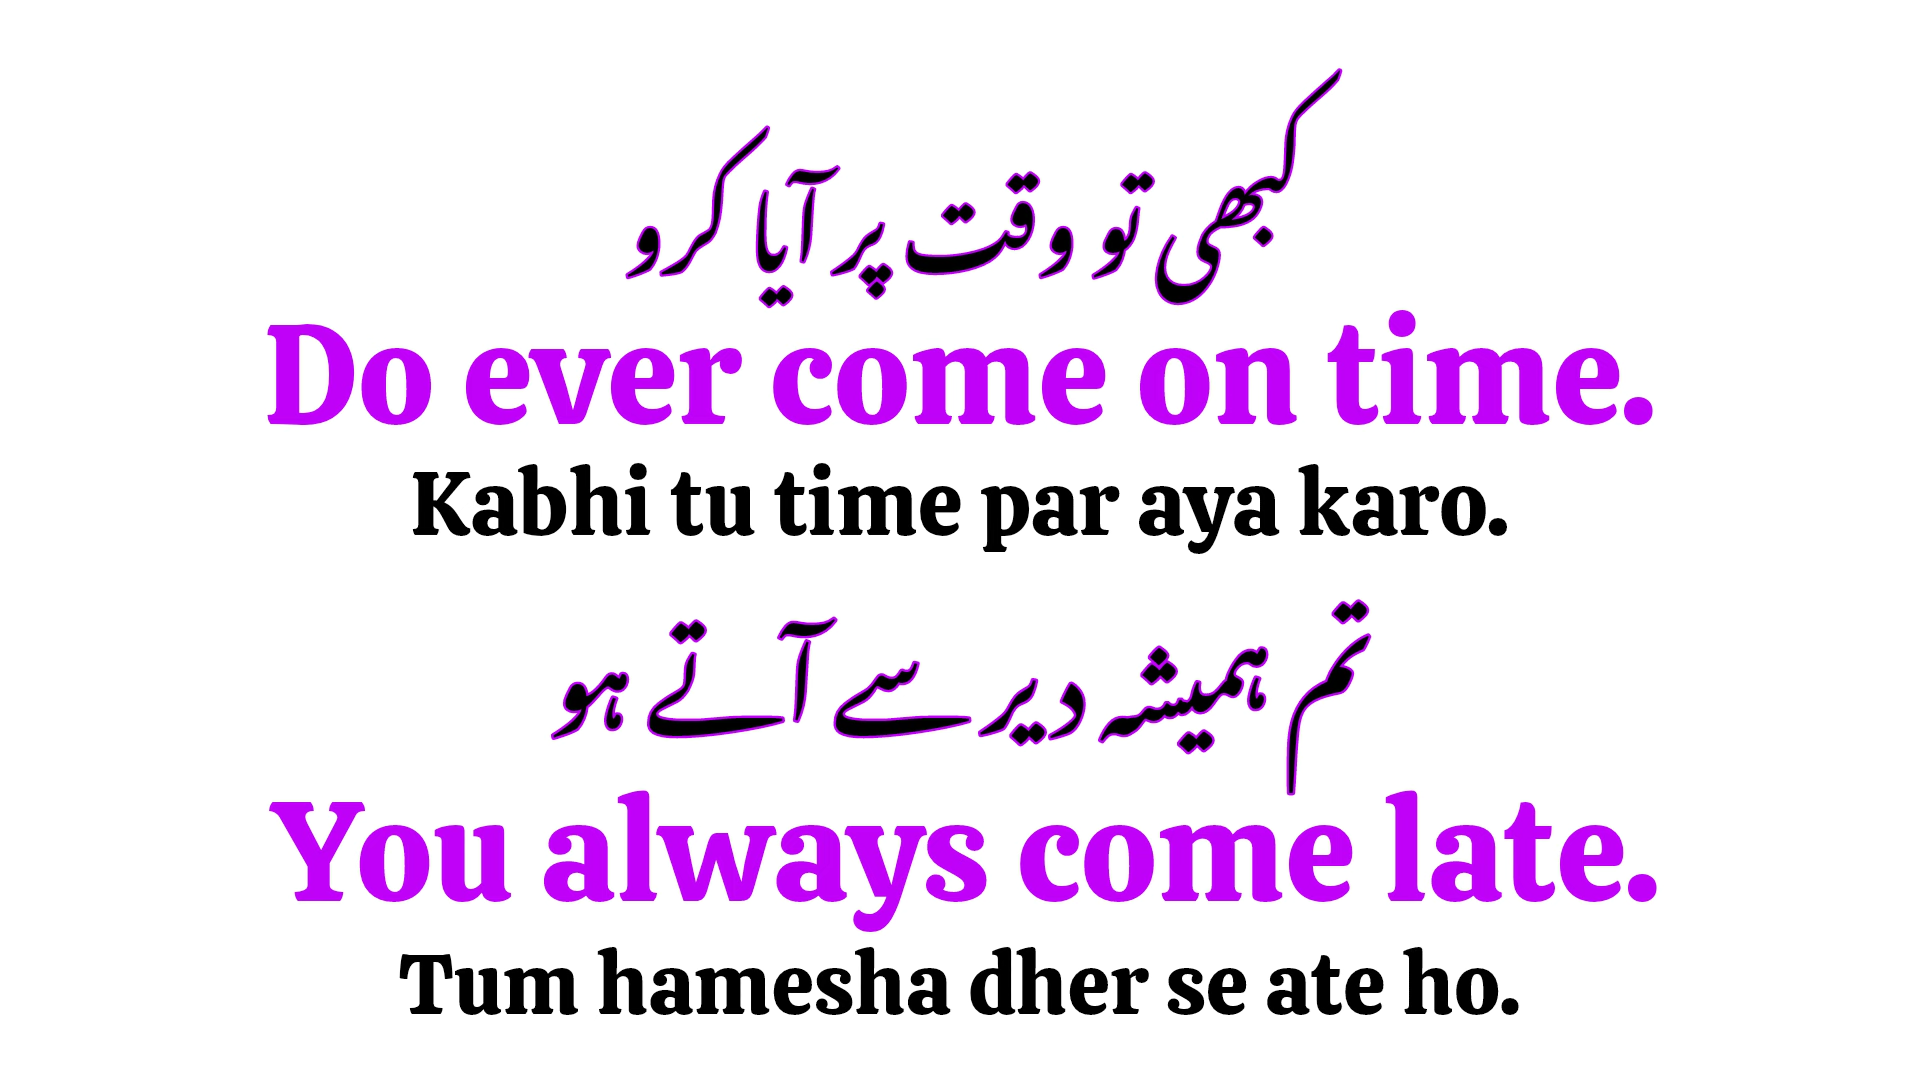 کبھی تو وقت پر آیا کرو
Do ever come on time.
Kabhi tu time par aya karo.
تم ہمیشہ دیر سے آتے ہو
You always come late.
Tum hamesha dher se ate ho.